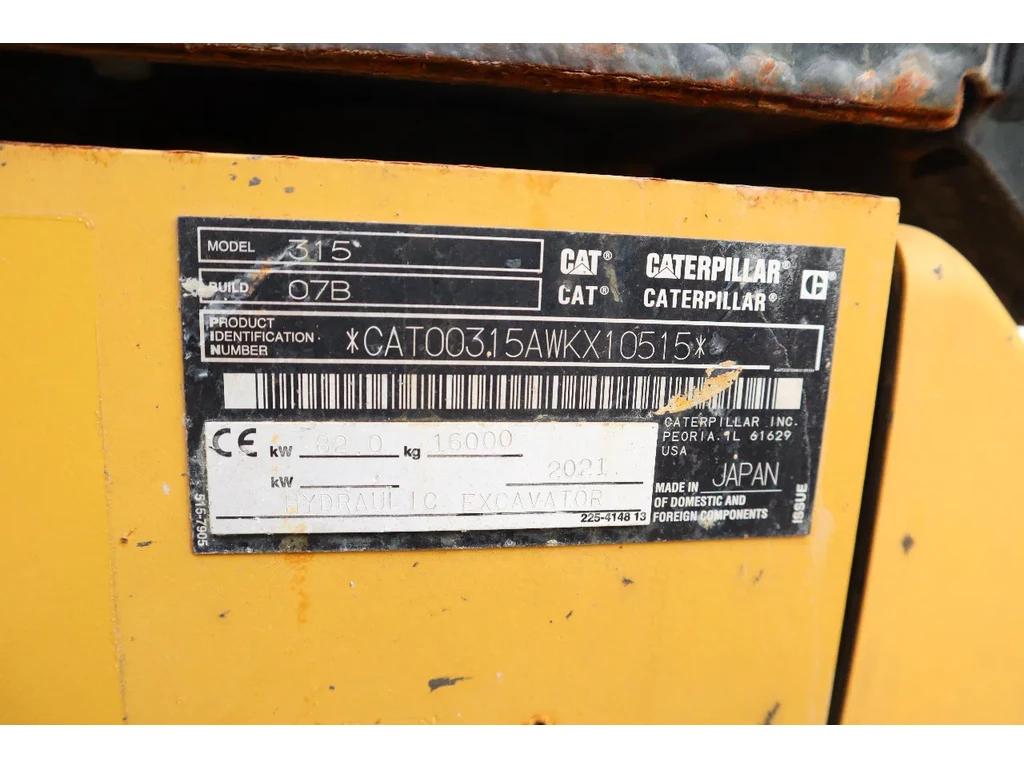 MODEL 315
BUILD 07B
CAT® CATERPILLAR®
CAT® CATERPILLAR®
PRODUCT
IDENTIFICATION
NUMBER
*CAT00315AWKX10515*
CATERPILLAR INC.
PEORIA IL 61629
USA
CE kW 82.0 kg 16000
kW 2021
HYDRAULIC EXCAVATOR
225-4148 13
MADE IN JAPAN
OF DOMESTIC AND
FOREIGN COMPONENTS
ISSUE
515-7905